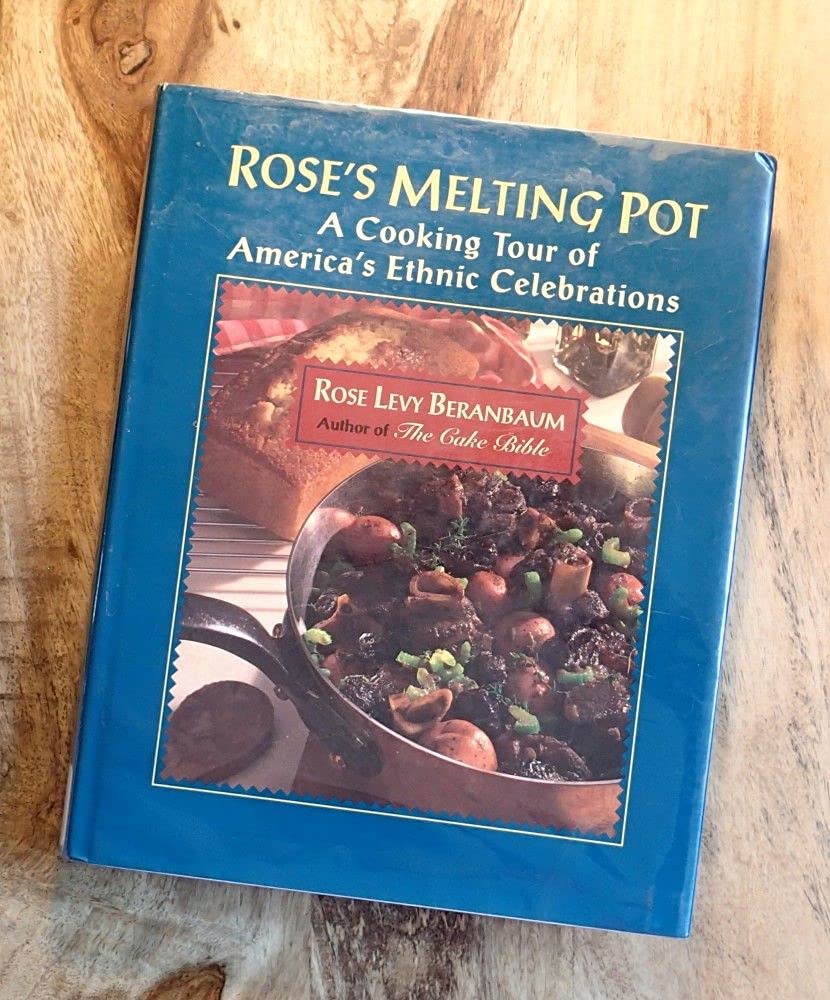 ROSE'S MELTING POT
A Cooking Tour of
America's Ethnic Celebrations
ROSE LEVY BERANBAUM
Author of The Cake Bible